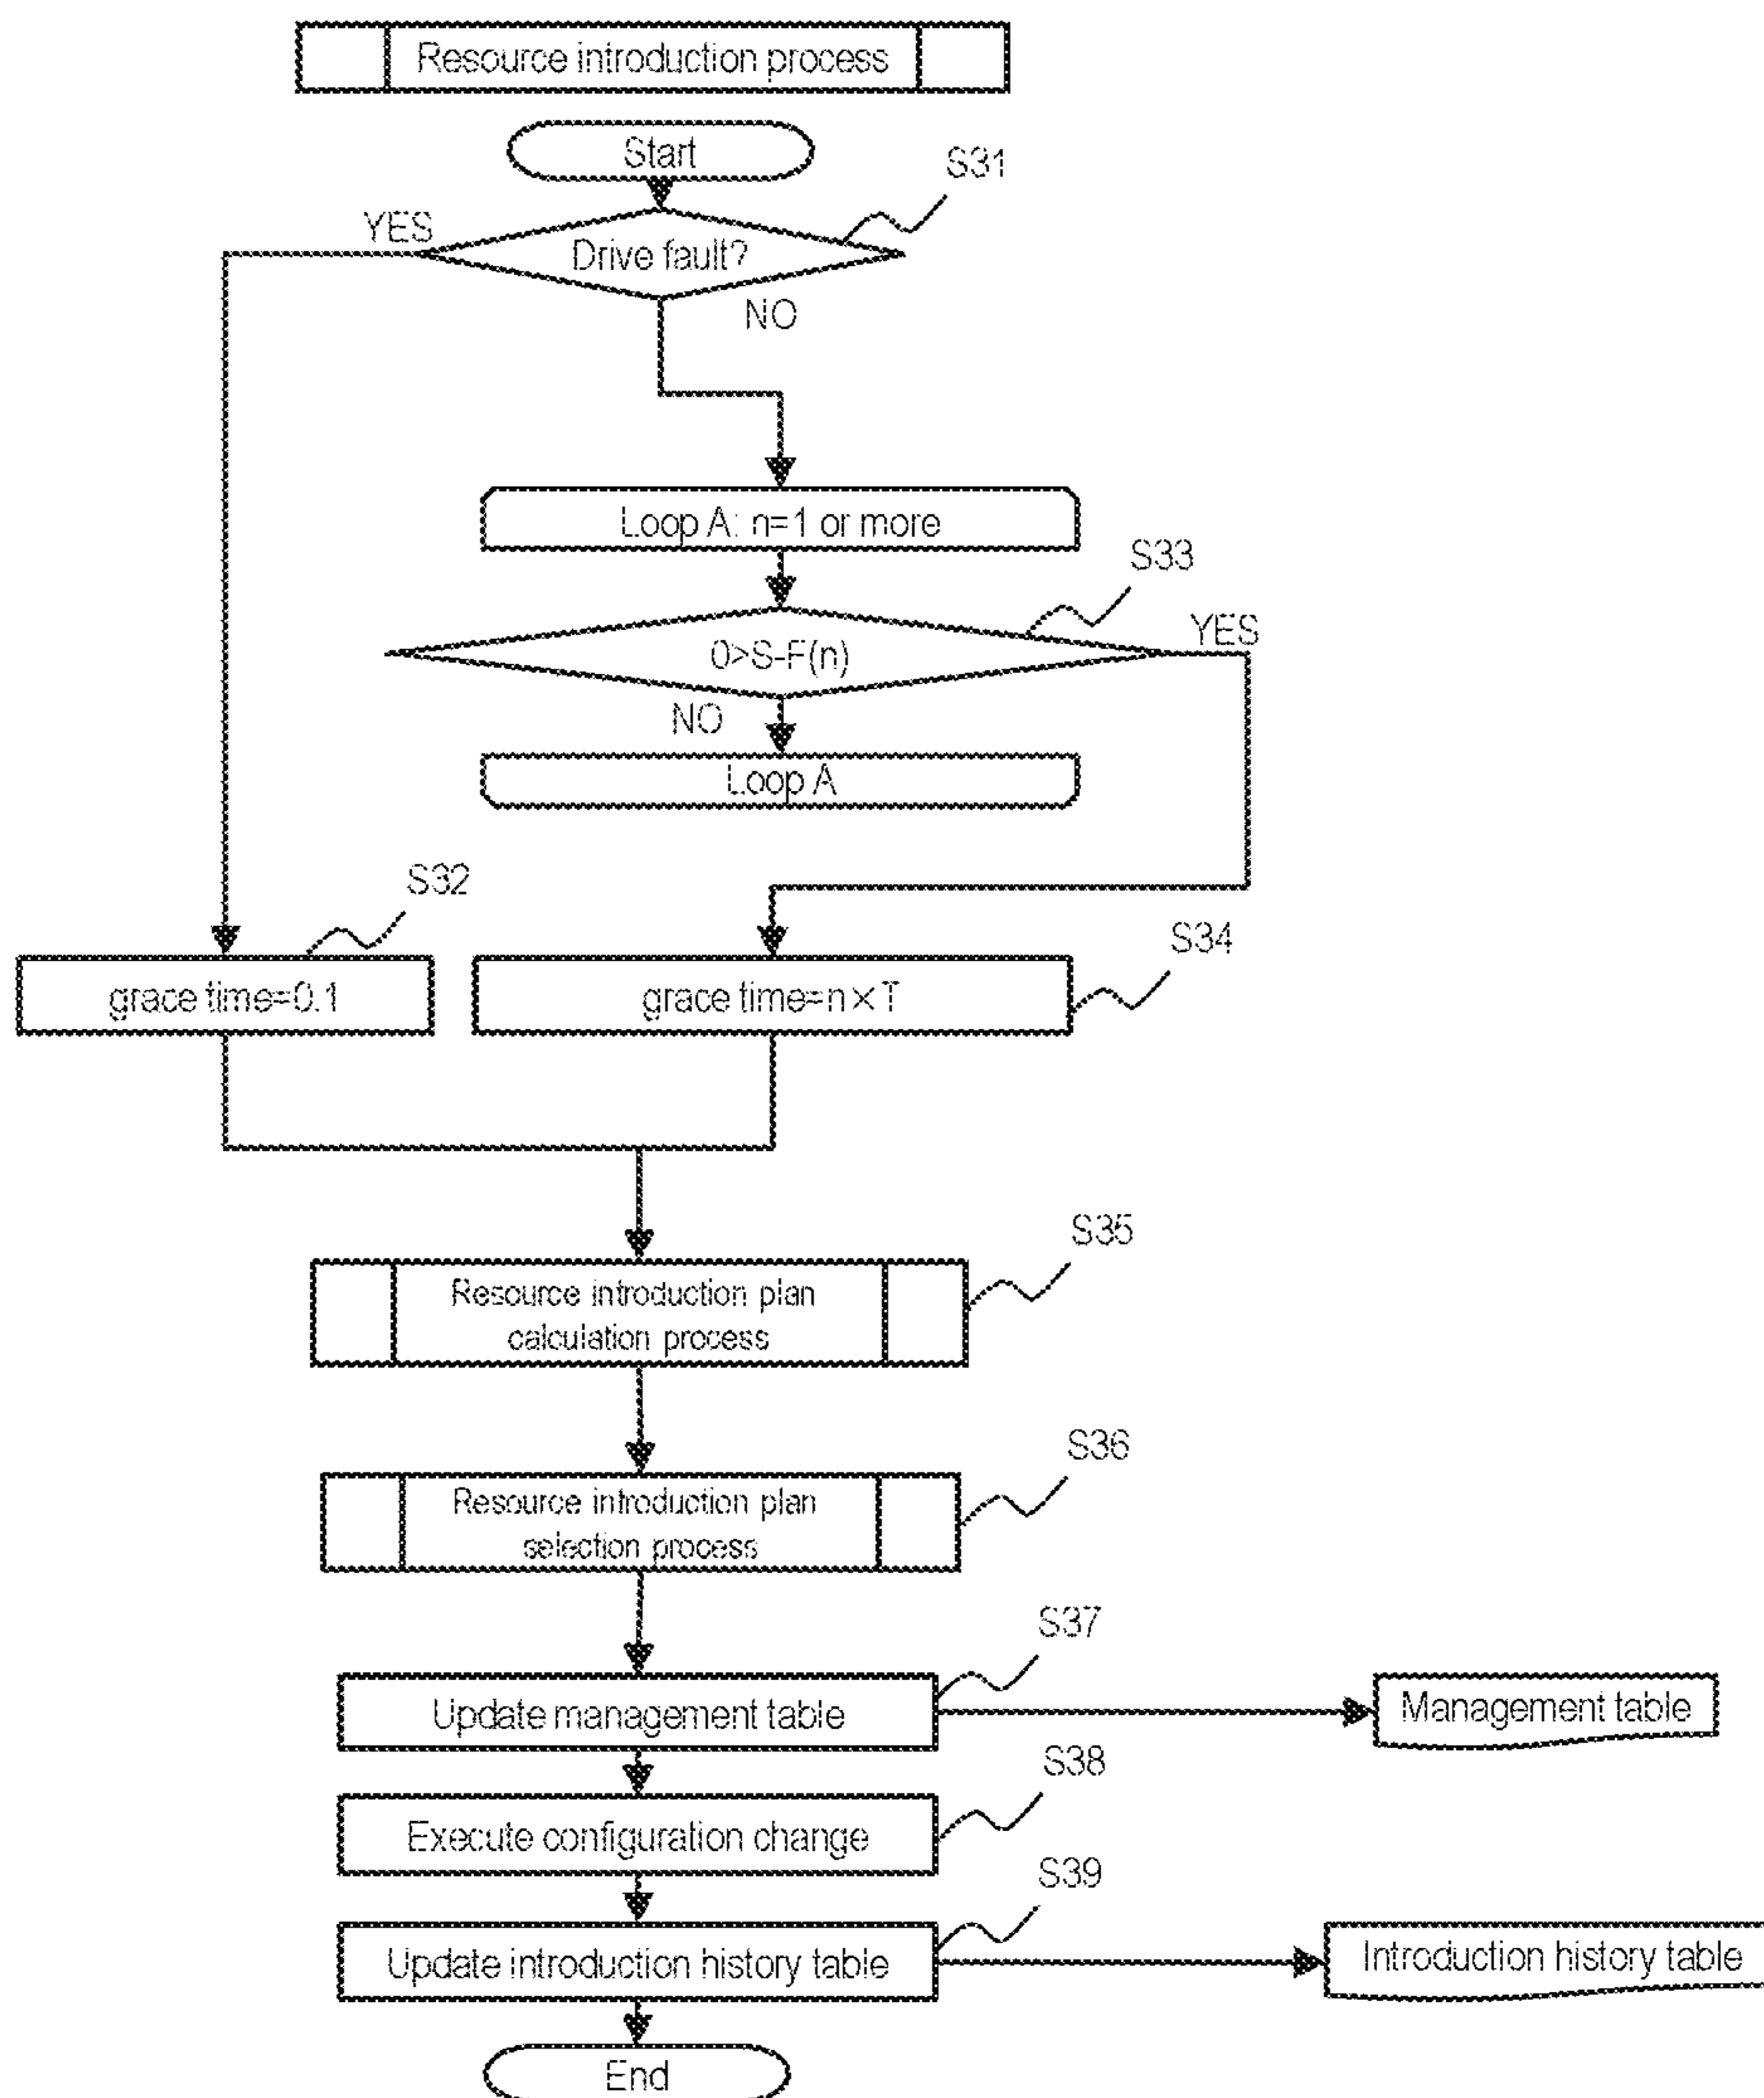 Resource introduction process
Start
S31
YES
Drive fault?
NO
Loop A: n=1 or more
S33
YES
0>S-F(n)
NO
Loop A
S32
S34
grace time=0.1
grace time=n×T
S35
Resource introduction plan
calculation process
S36
Resource introduction plan
selection process
S37
Update management table
Management table
S38
Execute configuration change
S39
Update introduction history table
Introduction history table
End